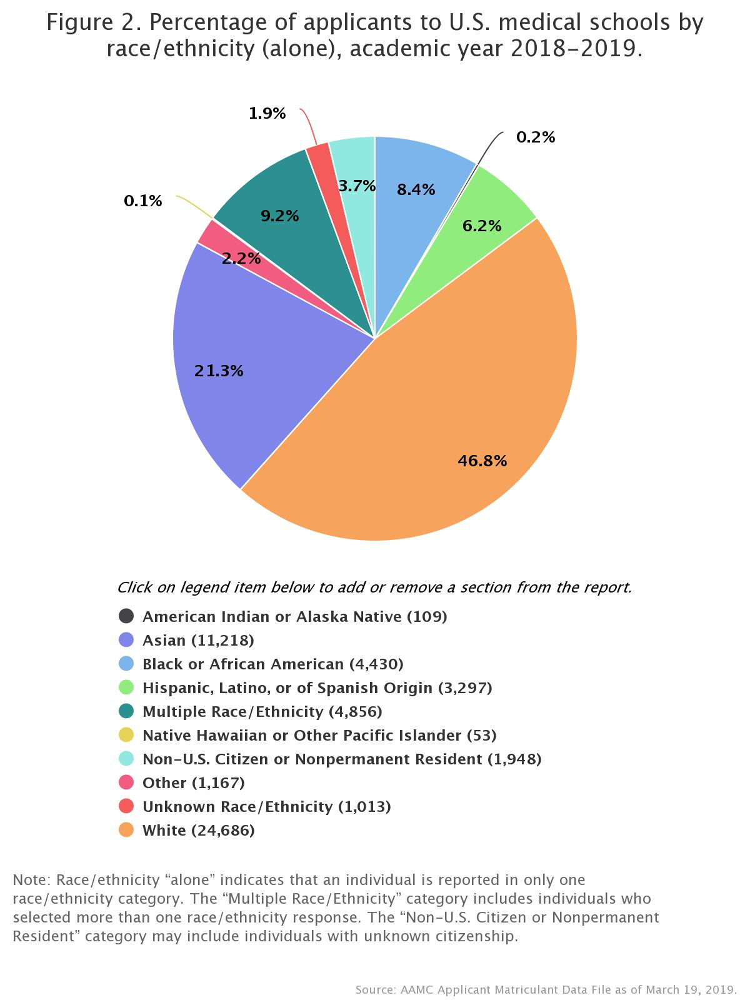 Figure 2. Percentage of applicants to U.S. medical schools by
race/ethnicity (alone), academic year 2018–2019.
1.9%
0.2%
3.7%
8.4%
0.1%
9.2%
6.2%
2.2%
21.3%
46.8%
Click on legend item below to add or remove a section from the report.
American Indian or Alaska Native (109)
Asian (11,218)
Black or African American (4,430)
Hispanic, Latino, or of Spanish Origin (3,297)
Multiple Race/Ethnicity (4,856)
Native Hawaiian or Other Pacific Islander (53)
Non–U.S. Citizen or Nonpermanent Resident (1,948)
Other (1,167)
Unknown Race/Ethnicity (1,013)
White (24,686)
Note: Race/ethnicity “alone” indicates that an individual is reported in only one
race/ethnicity category. The “Multiple Race/Ethnicity” category includes individuals who
selected more than one race/ethnicity response. The “Non–U.S. Citizen or Nonpermanent
Resident” category may include individuals with unknown citizenship.
Source: AAMC Applicant Matriculant Data File as of March 19, 2019.